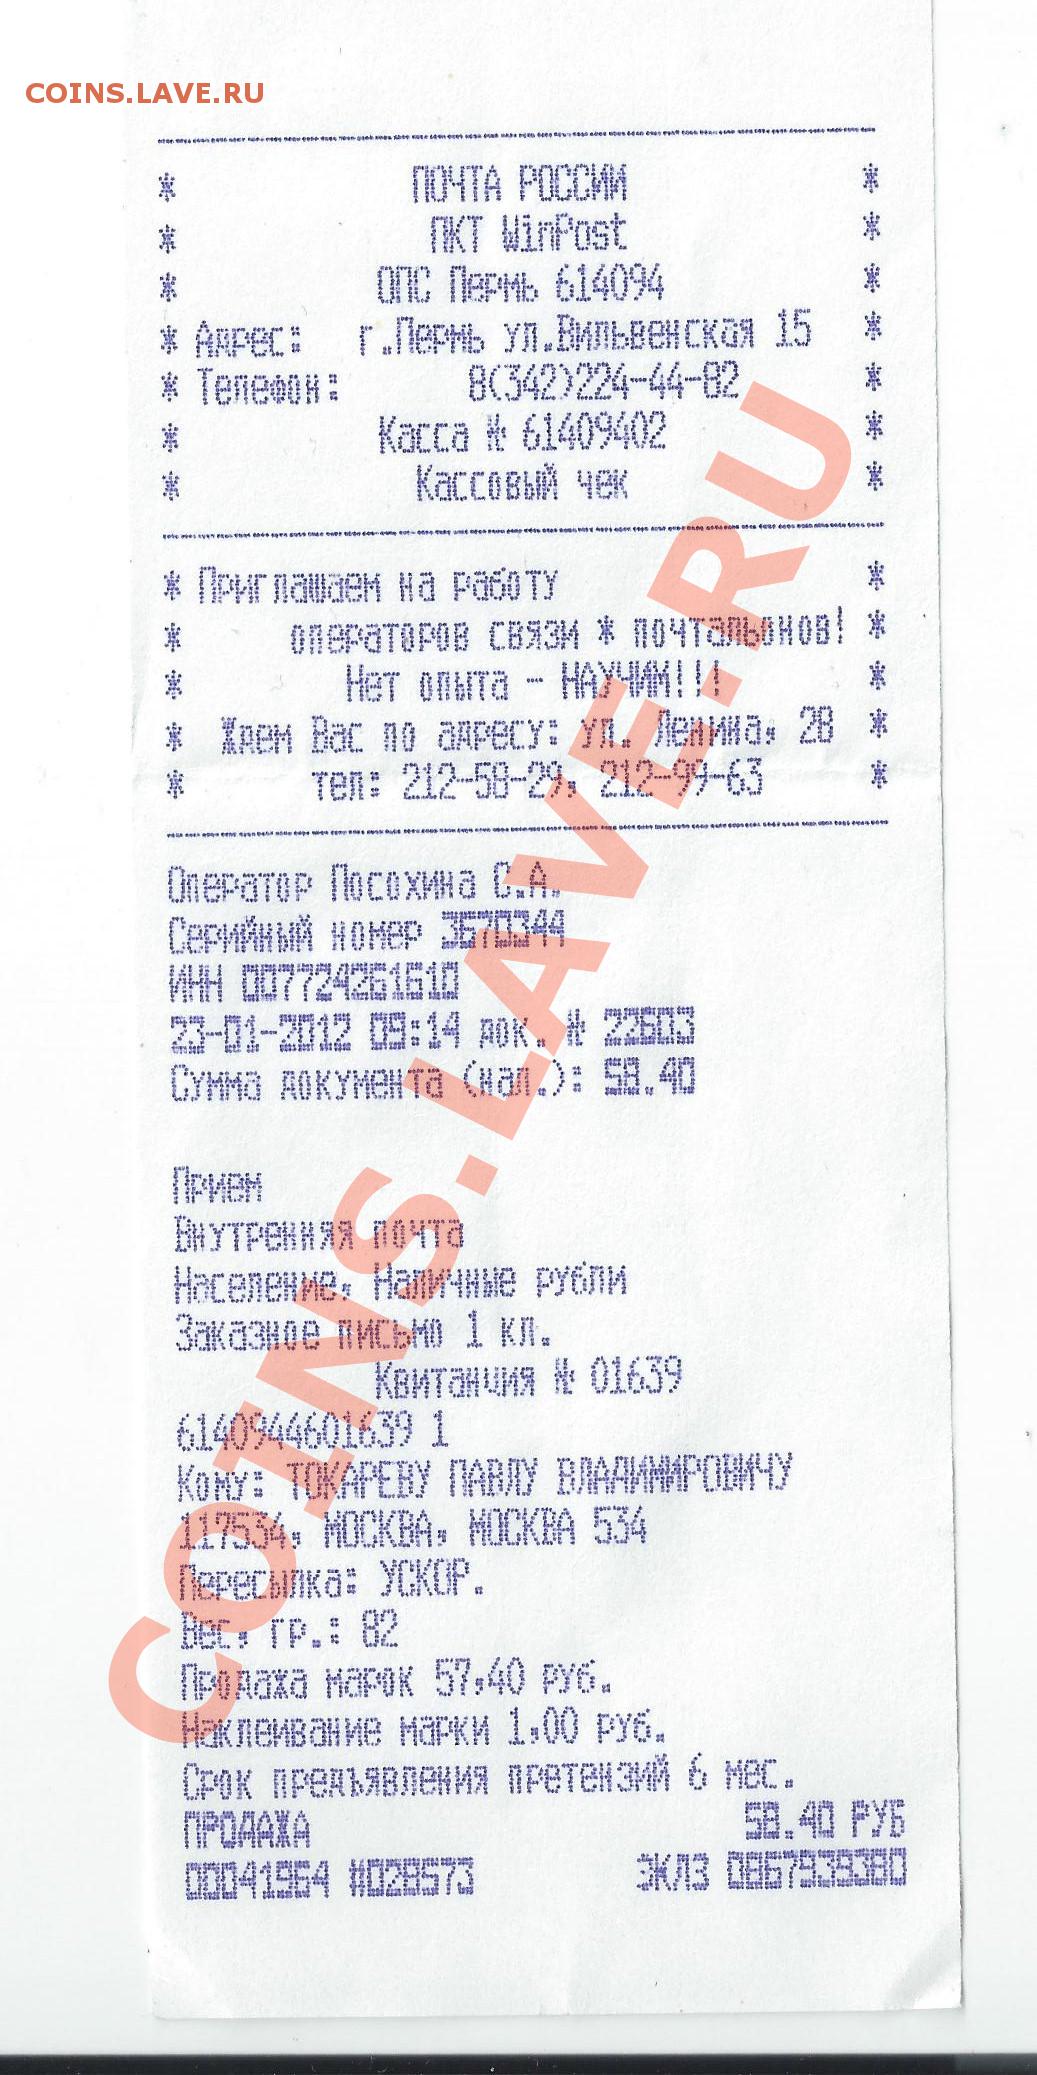 COINS.LAVE.RU
* ПОЧТА РОССИИ *
* ПКТ WinPost *
* ОПС Пермь 614094 *
* Адрес: г.Пермь ул.Вильвенская 15 *
* Телефон: 8(342)224-44-82 *
* Касса № 61409402 *
* Кассовый чек *
* Приглашаем на работу *
* операторов связи * почтальонов! *
* Нет опыта - НАУЧИМ!!! *
* Ждем Вас по адресу: ул. Ленина, 28 *
* тел: 212-58-29, 212-99-63 *
Оператор Посохина С.А.
Серийный номер 3670344
ИНН 007724261610
23-01-2012 09:14 док. № 22603
Сумма документа (нал.): 58.40
Прием
Внутренняя почта
Население, Наличные рубли
Заказное письмо 1 кл.
Квитанчия № 01639
6140944601639 1
Кому: ТОКАРЕВУ ПАВЛУ ВЛАДИМИРОВИЧУ
117534, МОСКВА, МОСКВА 534
Пересылка: УСКОР.
Вес, гр.: 82
Продажа марок 57,40 руб.
Наклеивание марки 1,00 руб.
Срок предъявления претензий 6 мес.
ПРОДАЖА 58.40 РУБ
00041964 #028573 ЭКЛЗ 0867939380
COINS.LAVE.RU